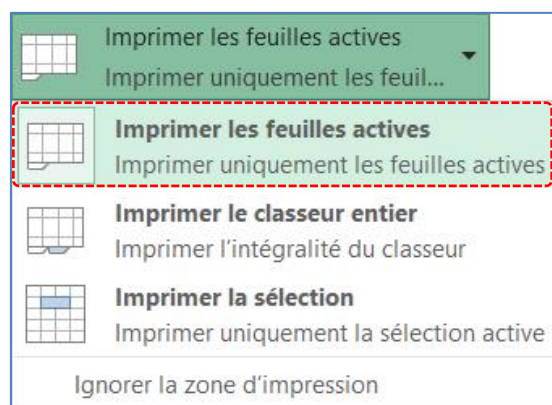 Imprimer les feuilles actives
Imprimer uniquement les feuil...
Imprimer les feuilles actives
Imprimer uniquement les feuilles actives
Imprimer le classeur entier
Imprimer l'intégralité du classeur
Imprimer la sélection
Imprimer uniquement la sélection active
Ignorer la zone d'impression